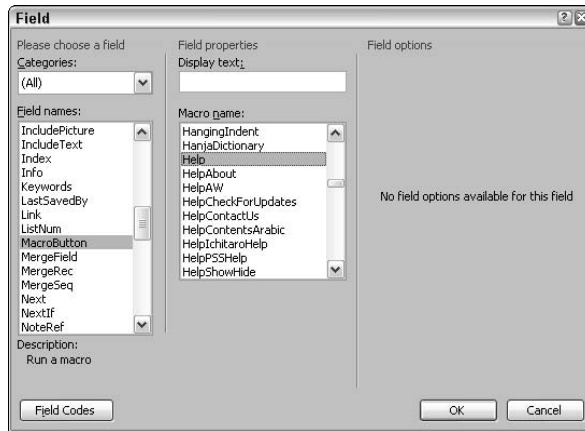 Field
Please choose a field
Categories:
(All)
Field names:
IncludePicture
IncludeText
Index
Info
Keywords
LastSavedBy
Link
ListNum
MacroButton
MergeField
MergeRec
MergeSeq
Next
NextIf
NoteRef
Description:
Run a macro
Field Codes
Field properties
Display text:
Macro name:
HangingIndent
HanjaDictionary
Help
HelpAbout
HelpAW
HelpCheckForUpdates
HelpContactUs
HelpContentsArabic
HelpIchitaroHelp
HelpPSSHelp
HelpShowHide
Field options
No field options available for this field
OK
Cancel